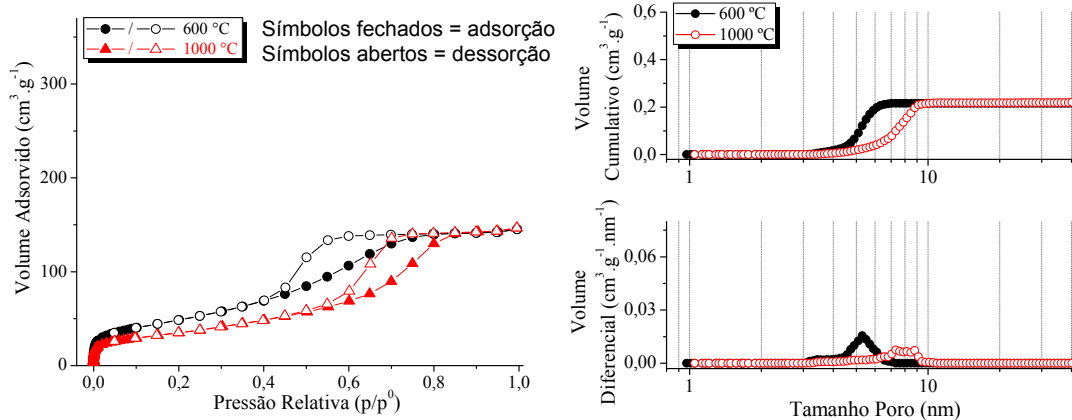 600 °C
1000 °C
Símbolos fechados = adsorção
Símbolos abertos = dessorção
Volume Adsorvido (cm³.g⁻¹)
300
200
100
0
0,0 0,2 0,4 0,6 0,8 1,0
Pressão Relativa (p/p⁰)
600 ºC
1000 ºC
Volume
Cumulativo (cm³.g⁻¹)
0,6
0,4
0,2
0,0
1 10
Volume
Diferencial (cm³.g⁻¹.nm⁻¹)
0,06
0,03
0,00
1 10
Tamanho Poro (nm)